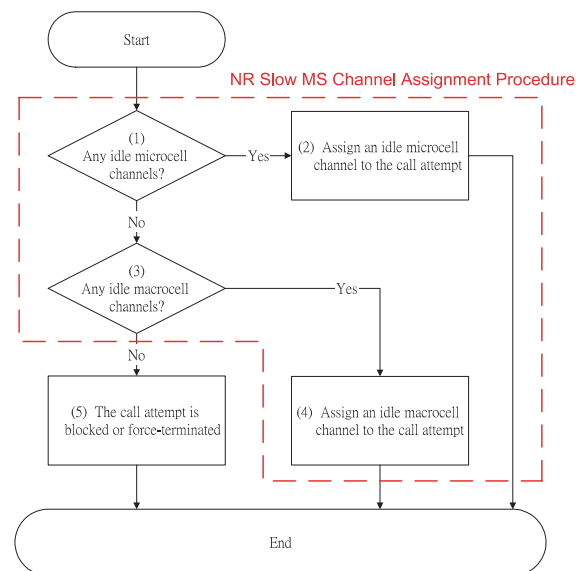 Start
NR Slow MS Channel Assignment Procedure
(1)
Any idle microcell
channels?
Yes
(2) Assign an idle microcell
channel to the call attempt
No
(3)
Any idle macrocell
channels?
Yes
No
(5) The call attempt is
blocked or force-terminated
(4) Assign an idle macrocell
channel to the call attempt
End